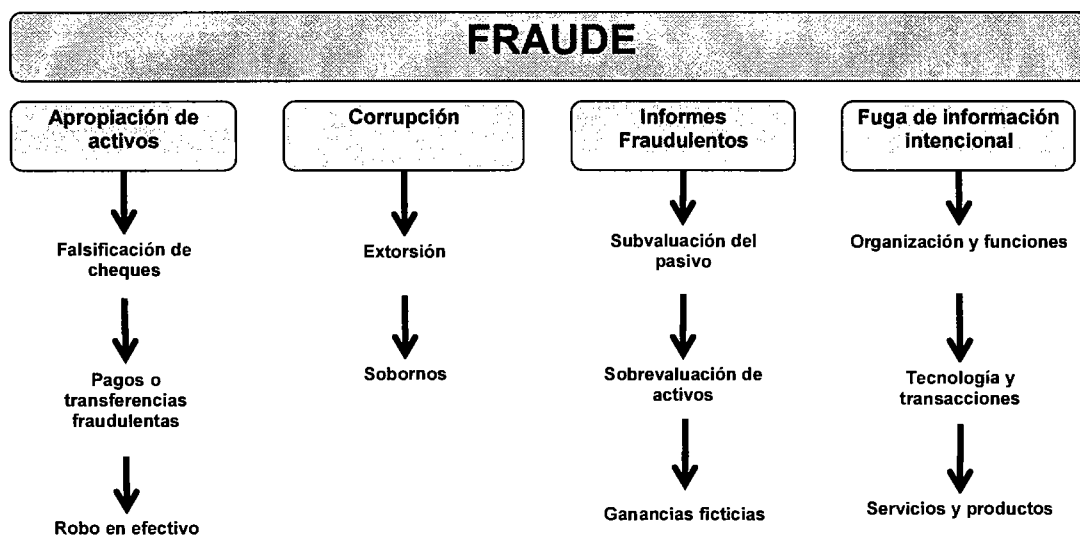 FRAUDE
Apropiación de
activos
Falsificación de
cheques
Pagos o
transferencias
fraudulentas
Robo en efectivo
Corrupción
Extorsión
Sobornos
Informes
Fraudulentos
Subvaluación del
pasivo
Sobrevaluación de
activos
Ganancias ficticias
Fuga de información
intencional
Organización y funciones
Tecnología y
transacciones
Servicios y productos